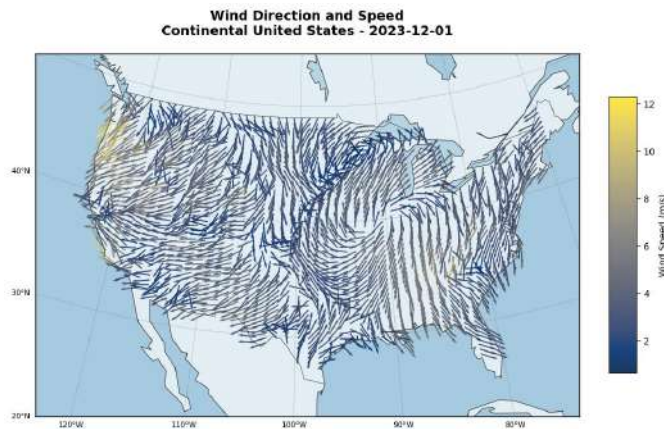 Wind Direction and Speed
Continental United States - 2023-12-01
12
10
8
6
4
2
Wind Speed (m/s)
40°N
30°N
20°N
120°W
110°W
100°W
90°W
80°W